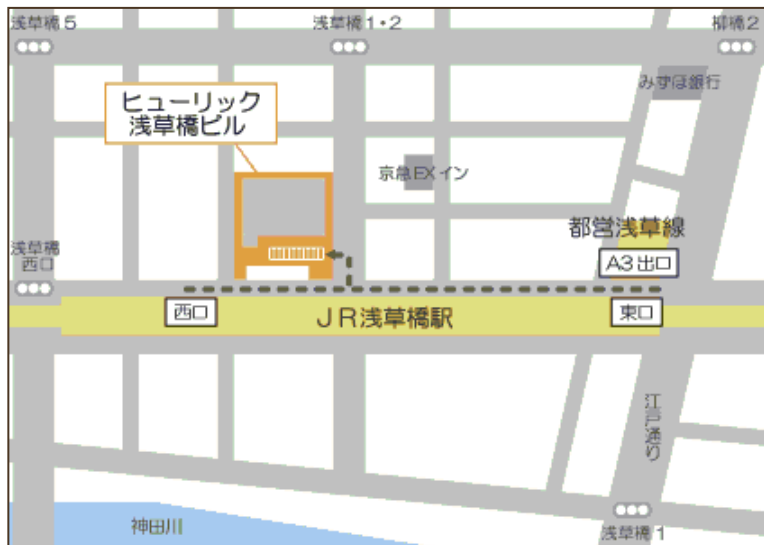 浅草橋5
浅草橋1・2
柳橋2
みずほ銀行
ヒューリック
浅草橋ビル
京急EXイン
都営浅草線
A3出口
浅草橋
西口
西口
JR浅草橋駅
東口
江戸通り
神田川
浅草橋1